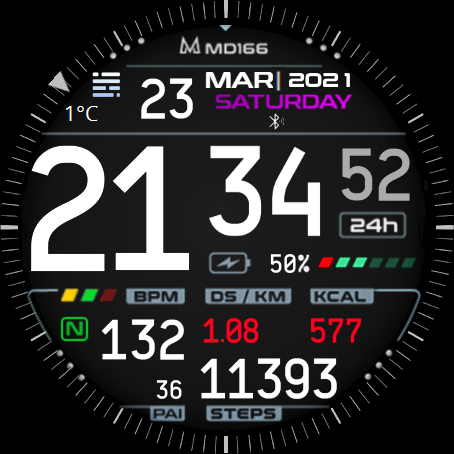 MD166
MAR| 2021
23
SATURDAY
1°C
21 34 52
24h
50%
BPM DS/KM KCAL
N 132 1.08 577
36 11393
PAI STEPS